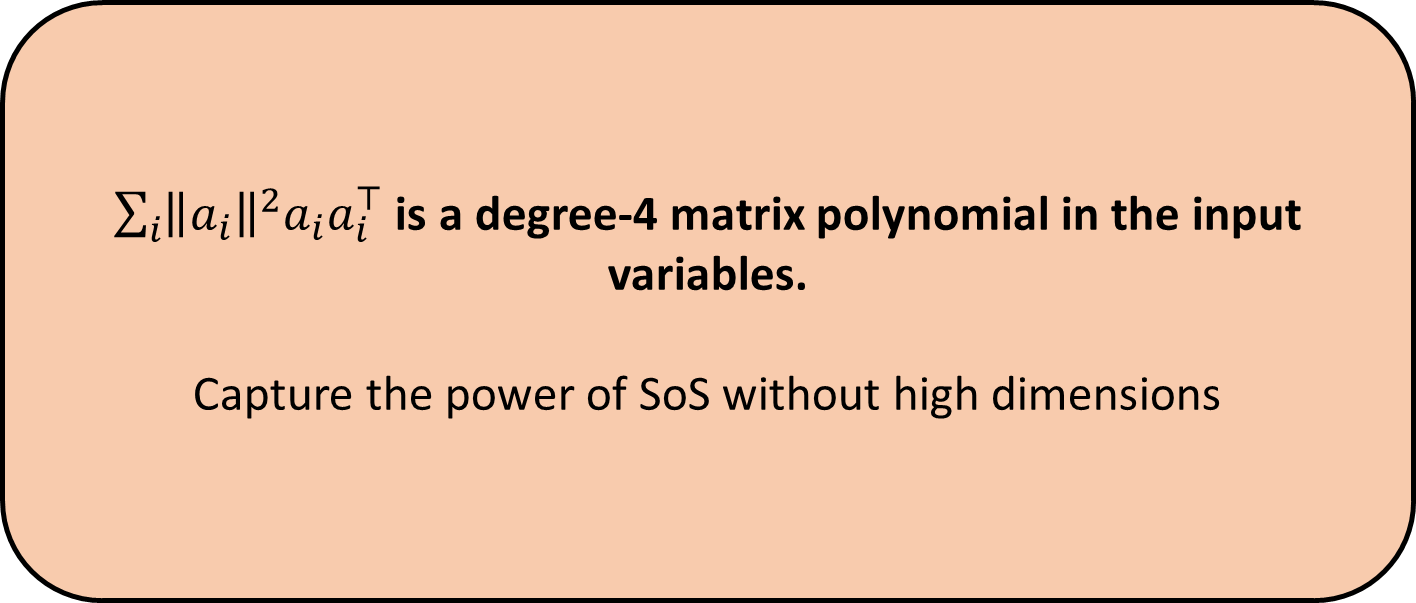 ∑ᵢ‖aᵢ‖²aᵢaᵢ^⊤ is a degree-4 matrix polynomial in the input
variables.
Capture the power of SoS without high dimensions